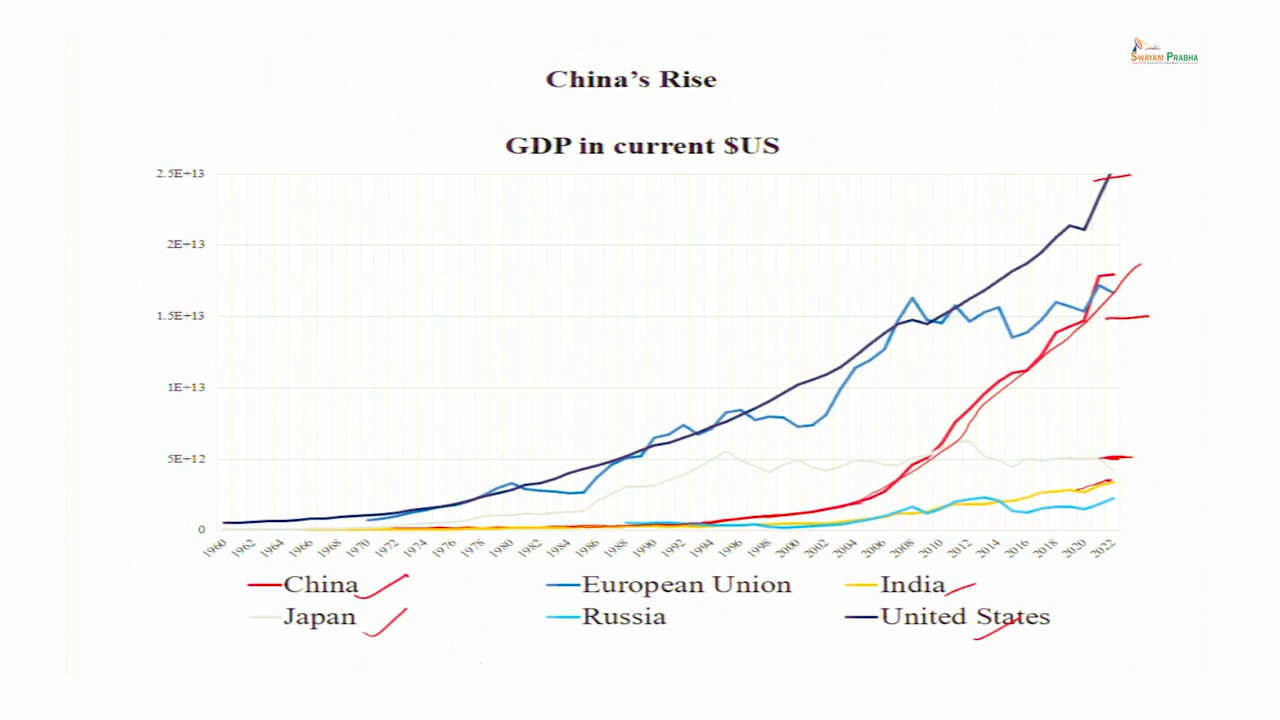 SWAYAM PRABHA
China's Rise
GDP in current $US
2.5E+13
2E+13
1.5E+13
1E+13
5E+12
0
1960 1962 1964 1966 1968 1970 1972 1974 1976 1978 1980 1982 1984 1986 1988 1990 1992 1994 1996 1998 2000 2002 2004 2006 2008 2010 2012 2014 2016 2018 2020 2022
China European Union India
Japan Russia United States